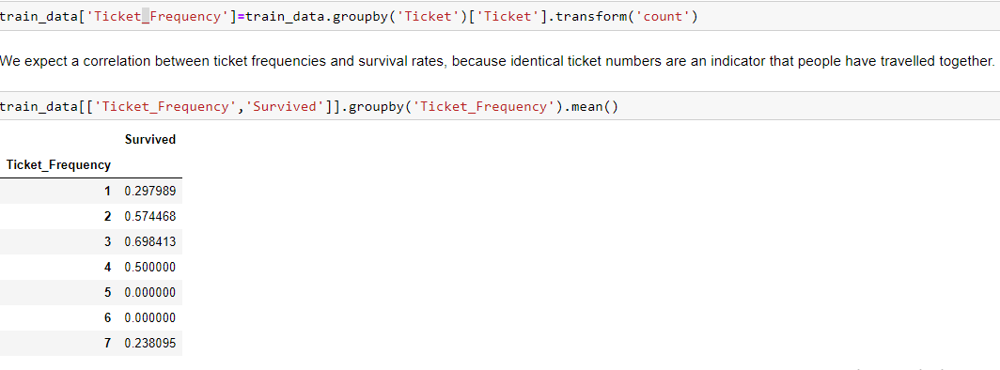 train_data['Ticket_Frequency']=train_data.groupby('Ticket')['Ticket'].transform('count')
We expect a correlation between ticket frequencies and survival rates, because identical ticket numbers are an indicator that people have travelled together.
train_data[['Ticket_Frequency','Survived']].groupby('Ticket_Frequency').mean()
Survived
Ticket_Frequency
1 0.297989
2 0.574468
3 0.698413
4 0.500000
5 0.000000
6 0.000000
7 0.238095